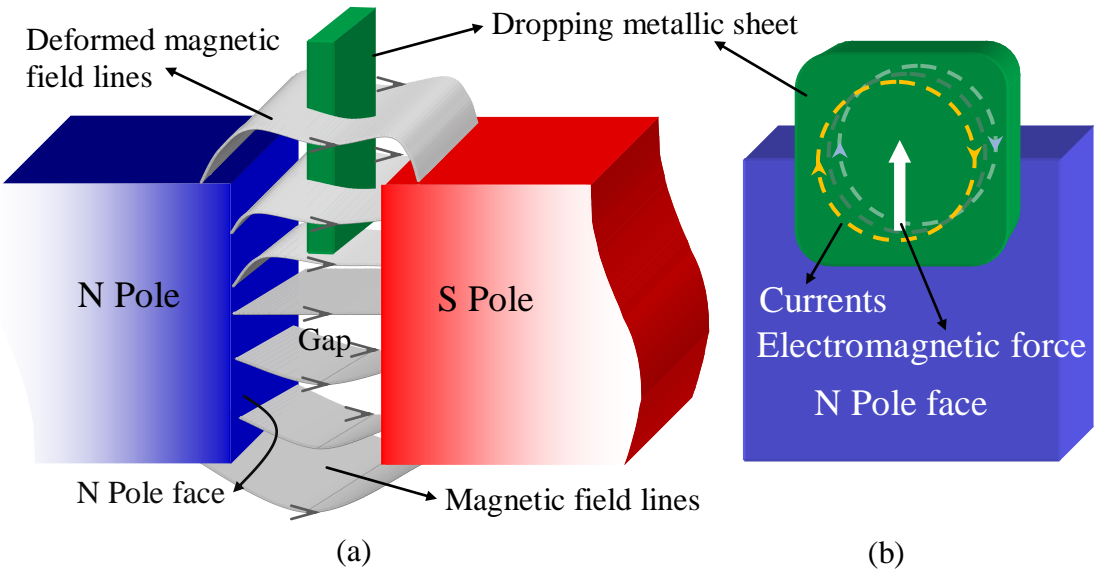 Deformed magnetic
field lines
Dropping metallic sheet
N Pole
S Pole
Gap
N Pole face
Magnetic field lines
(a)
Currents
Electromagnetic force
N Pole face
(b)